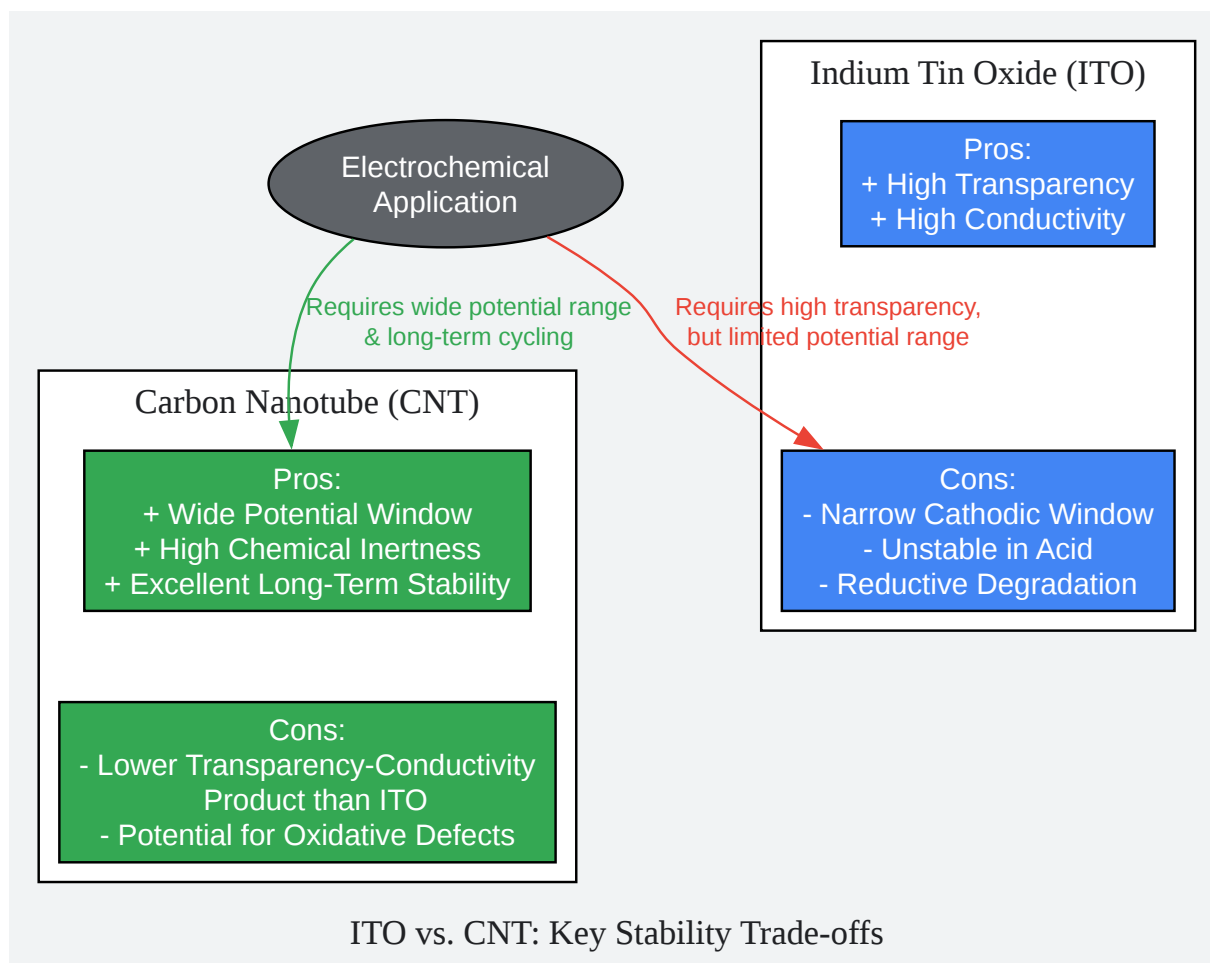 Indium Tin Oxide (ITO)
Pros:
+ High Transparency
+ High Conductivity
Electrochemical
Application
Requires wide potential range
& long-term cycling
Requires high transparency,
but limited potential range
Carbon Nanotube (CNT)
Pros:
+ Wide Potential Window
+ High Chemical Inertness
+ Excellent Long-Term Stability
Cons:
- Narrow Cathodic Window
- Unstable in Acid
- Reductive Degradation
Cons:
- Lower Transparency-Conductivity
Product than ITO
- Potential for Oxidative Defects
ITO vs. CNT: Key Stability Trade-offs